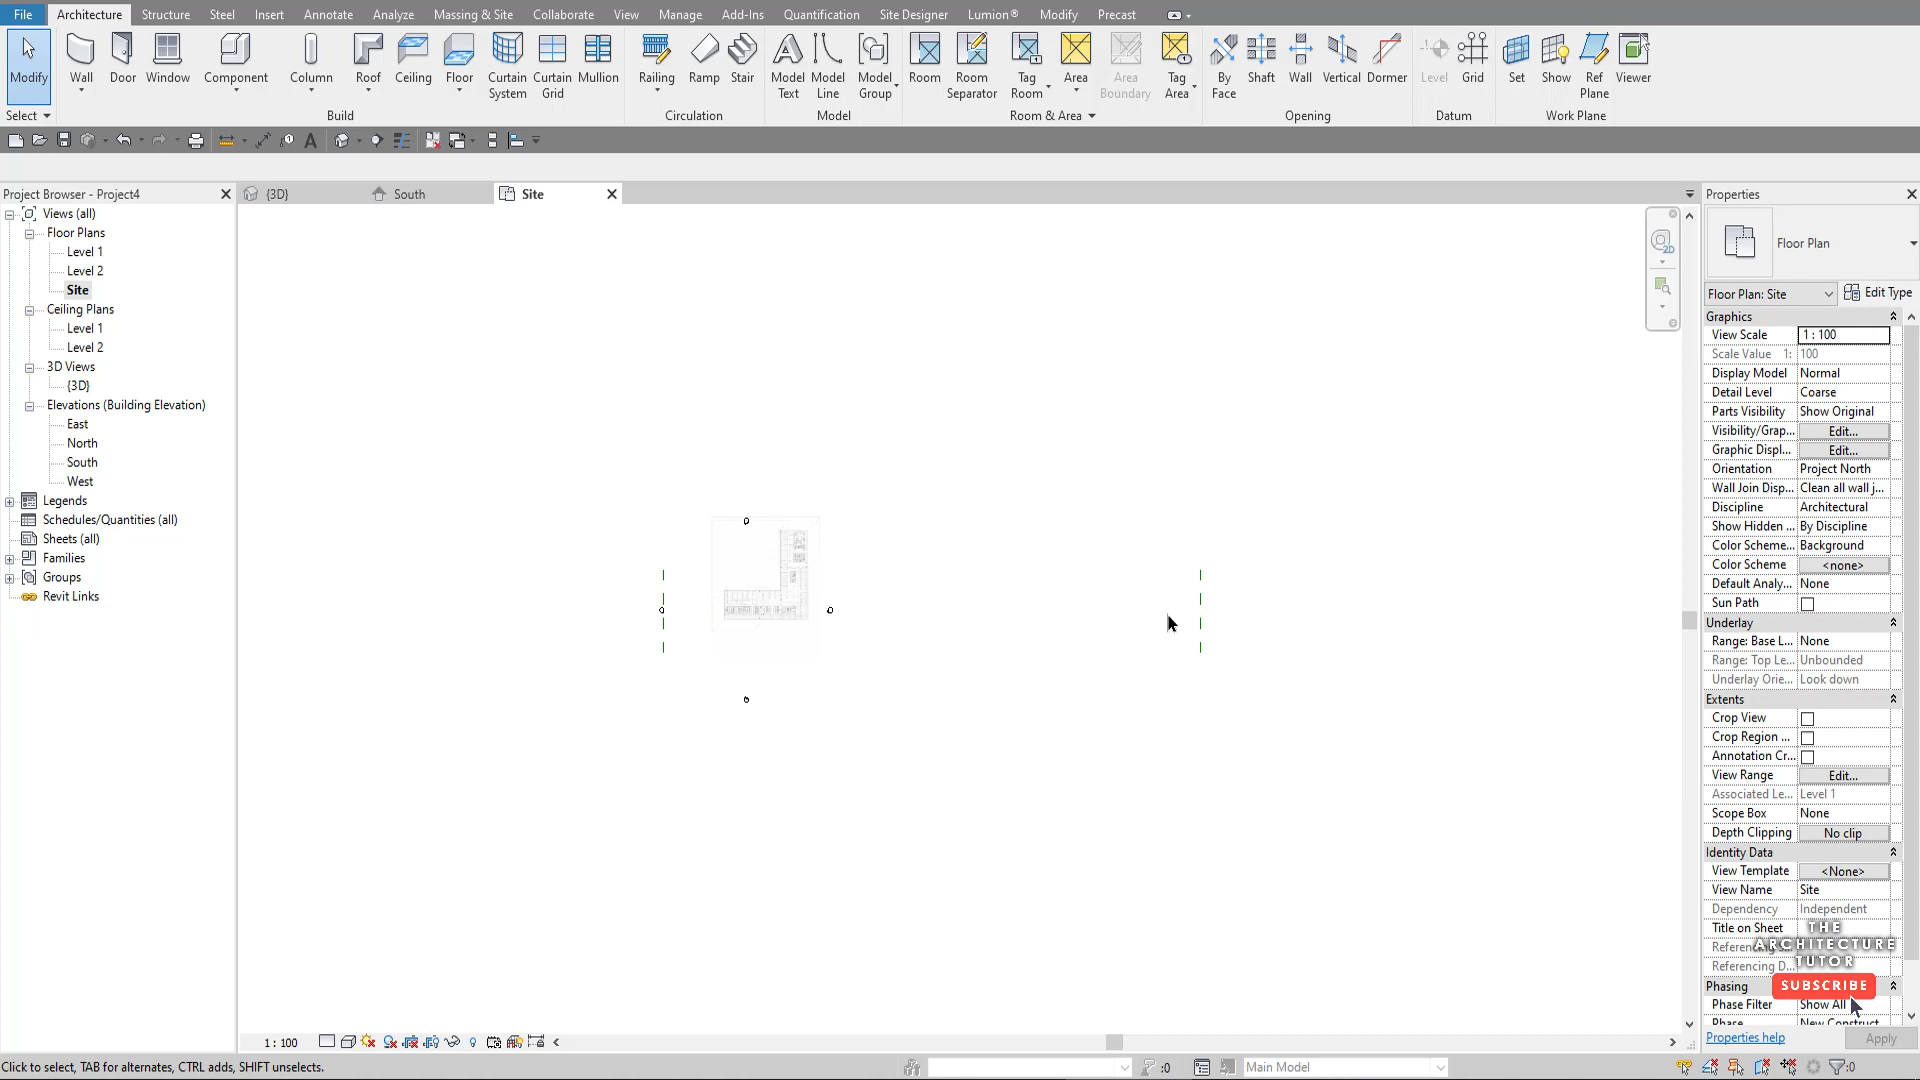 File Architecture Structure Steel Insert Annotate Analyze Massing & Site Collaborate View Manage Add-Ins Quantification Site Designer Lumion® Modify Precast
Modify Wall Door Window Component Column Roof Ceiling Floor Curtain System Curtain Grid Mullion Railing Ramp Stair Model Text Model Line Model Group Room Room Separator Tag Room Area Area Boundary Tag Area By Face Shaft Wall Vertical Dormer Level Grid Set Show Ref Plane Viewer
Select Build Circulation Model Room & Area Opening Datum Work Plane
Project Browser - Project4
Views (all)
Floor Plans
Level 1
Level 2
Site
Ceiling Plans
Level 1
Level 2
3D Views
{3D}
Elevations (Building Elevation)
East
North
South
West
Legends
Schedules/Quantities (all)
Sheets (all)
Families
Groups
Revit Links
{3D} South Site
2D
Properties
Floor Plan
Floor Plan: Site Edit Type
Graphics
View Scale 1 : 100
Scale Value 1: 100
Display Model Normal
Detail Level Coarse
Parts Visibility Show Original
Visibility/Grap... Edit...
Graphic Displ... Edit...
Orientation Project North
Wall Join Disp... Clean all wall j...
Discipline Architectural
Show Hidden ... By Discipline
Color Scheme... Background
Color Scheme <none>
Default Analy... None
Sun Path
Underlay
Range: Base L... None
Range: Top Le... Unbounded
Underlay Orie... Look down
Extents
Crop View
Crop Region ...
Annotation Cr...
View Range Edit...
Associated Le... Level 1
Scope Box None
Depth Clipping No clip
Identity Data
View Template <None>
View Name Site
Dependency Independent
Title on Sheet
THE
ARCHITECTURE
TUTOR
SUBSCRIBE
Phasing
Phase Filter Show All
Phase New Construct...
Properties help Apply
1 : 100
Click to select, TAB for alternates, CTRL adds, SHIFT unselects.
:0 Main Model :0